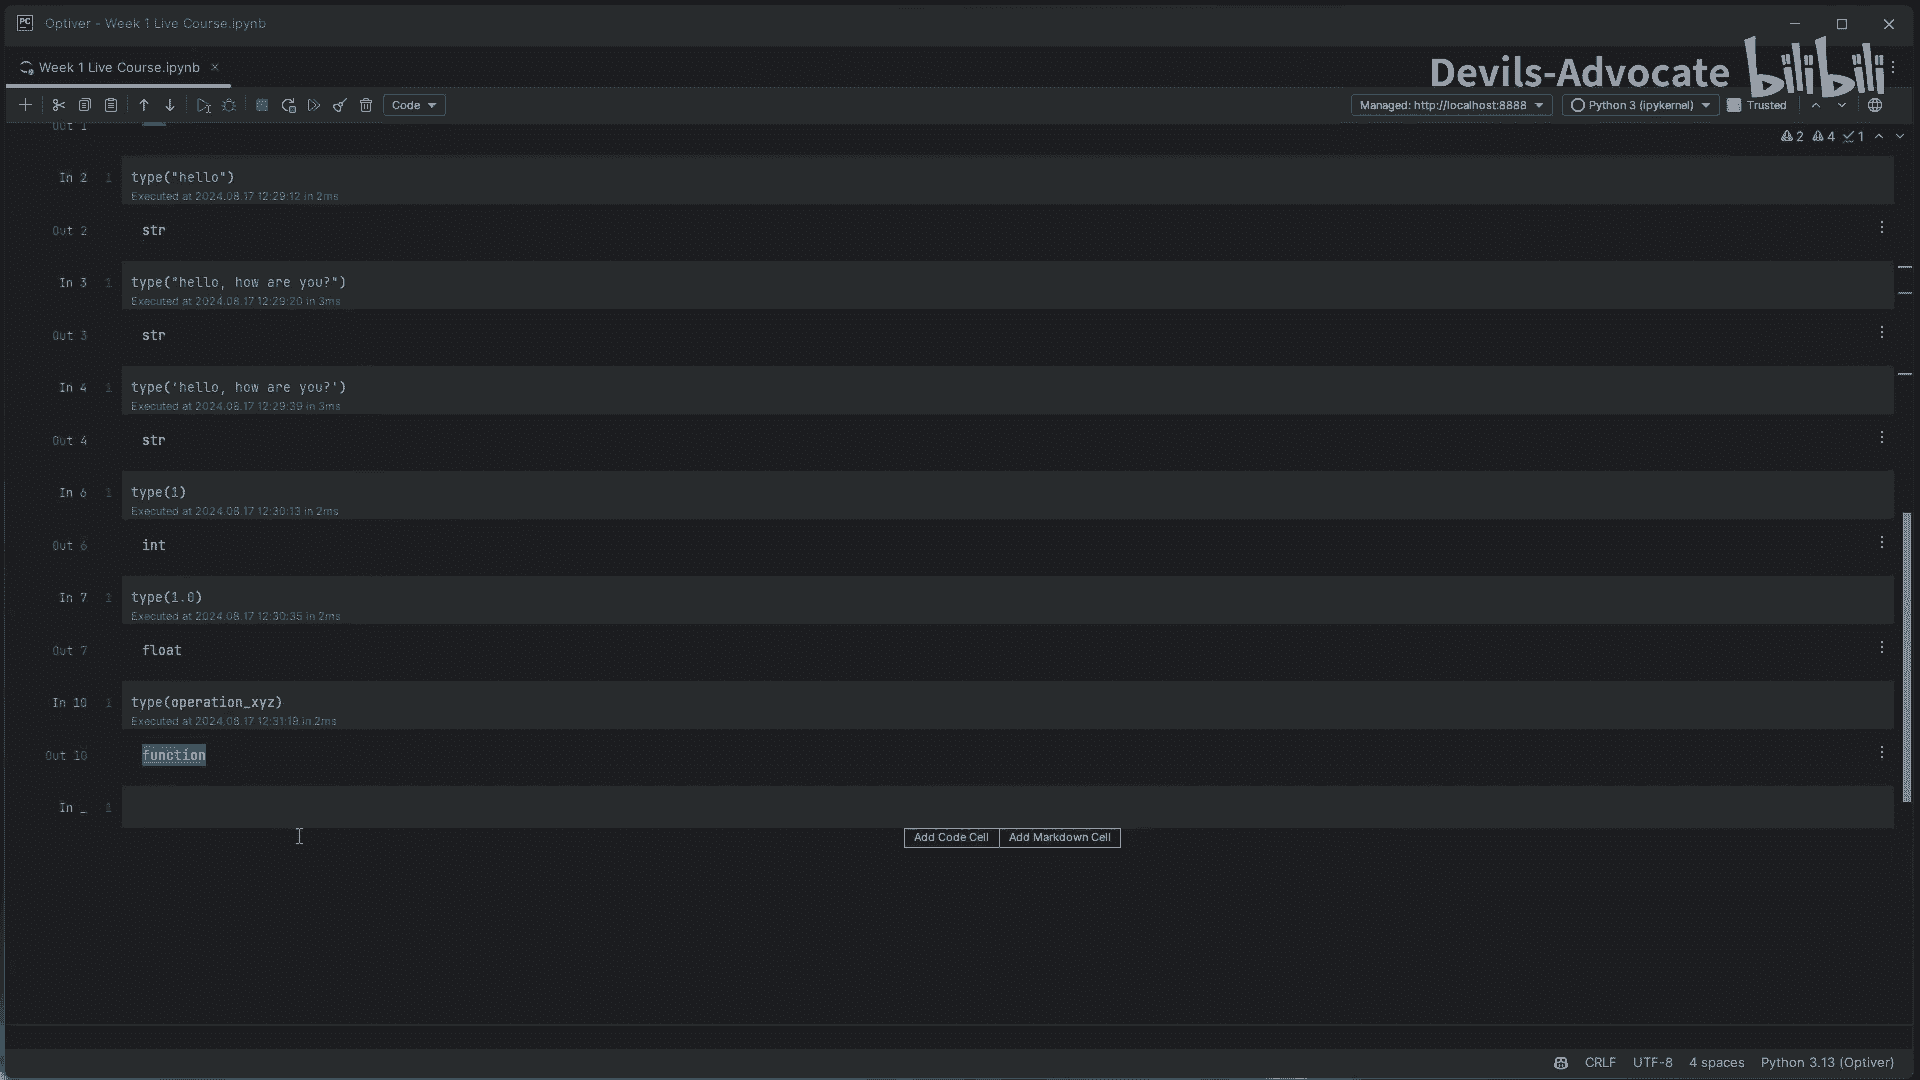 PC Optiver - Week 1 Live Course.ipynb
Week 1 Live Course.ipynb
Devils-Advocate bilibili
Code
Managed: http://localhost:8888
Python 3 (ipykernel)
Trusted
Out 1
2 4 1
In 2 1 type("hello")
Executed at 2024.08.17 12:29:12 in 2ms
Out 2 str
In 3 1 type("hello, how are you?")
Executed at 2024.08.17 12:29:20 in 3ms
Out 3 str
In 4 1 type('hello, how are you?')
Executed at 2024.08.17 12:29:39 in 3ms
Out 4 str
In 6 1 type(1)
Executed at 2024.08.17 12:30:13 in 2ms
Out 6 int
In 7 1 type(1.0)
Executed at 2024.08.17 12:30:35 in 2ms
Out 7 float
In 10 1 type(operation_xyz)
Executed at 2024.08.17 12:31:19 in 2ms
Out 10 function
In _ 1
Add Code Cell Add Markdown Cell
CRLF UTF-8 4 spaces Python 3.13 (Optiver)